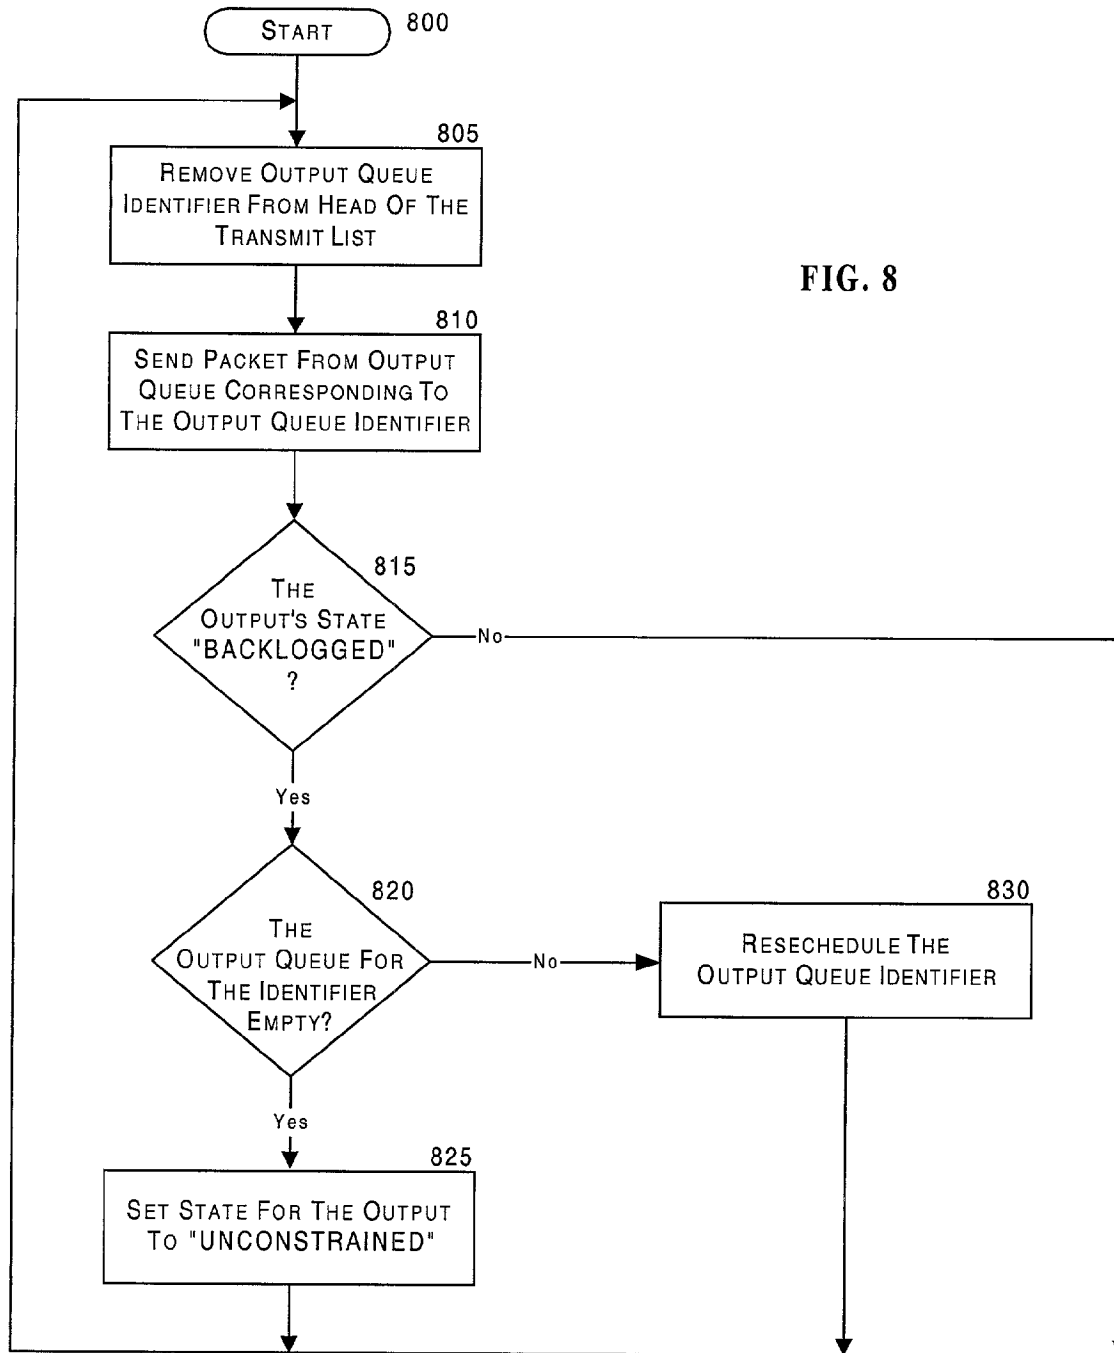 START 800
805
REMOVE OUTPUT QUEUE
IDENTIFIER FROM HEAD OF THE
TRANSMIT LIST
FIG. 8
810
SEND PACKET FROM OUTPUT
QUEUE CORRESPONDING TO
THE OUTPUT QUEUE IDENTIFIER
815
THE
OUTPUT'S STATE
"BACKLOGGED"
?
No
Yes
820
THE
OUTPUT QUEUE FOR
THE IDENTIFIER
EMPTY?
No
830
RESECHEDULE THE
OUTPUT QUEUE IDENTIFIER
Yes
825
SET STATE FOR THE OUTPUT
TO "UNCONSTRAINED"